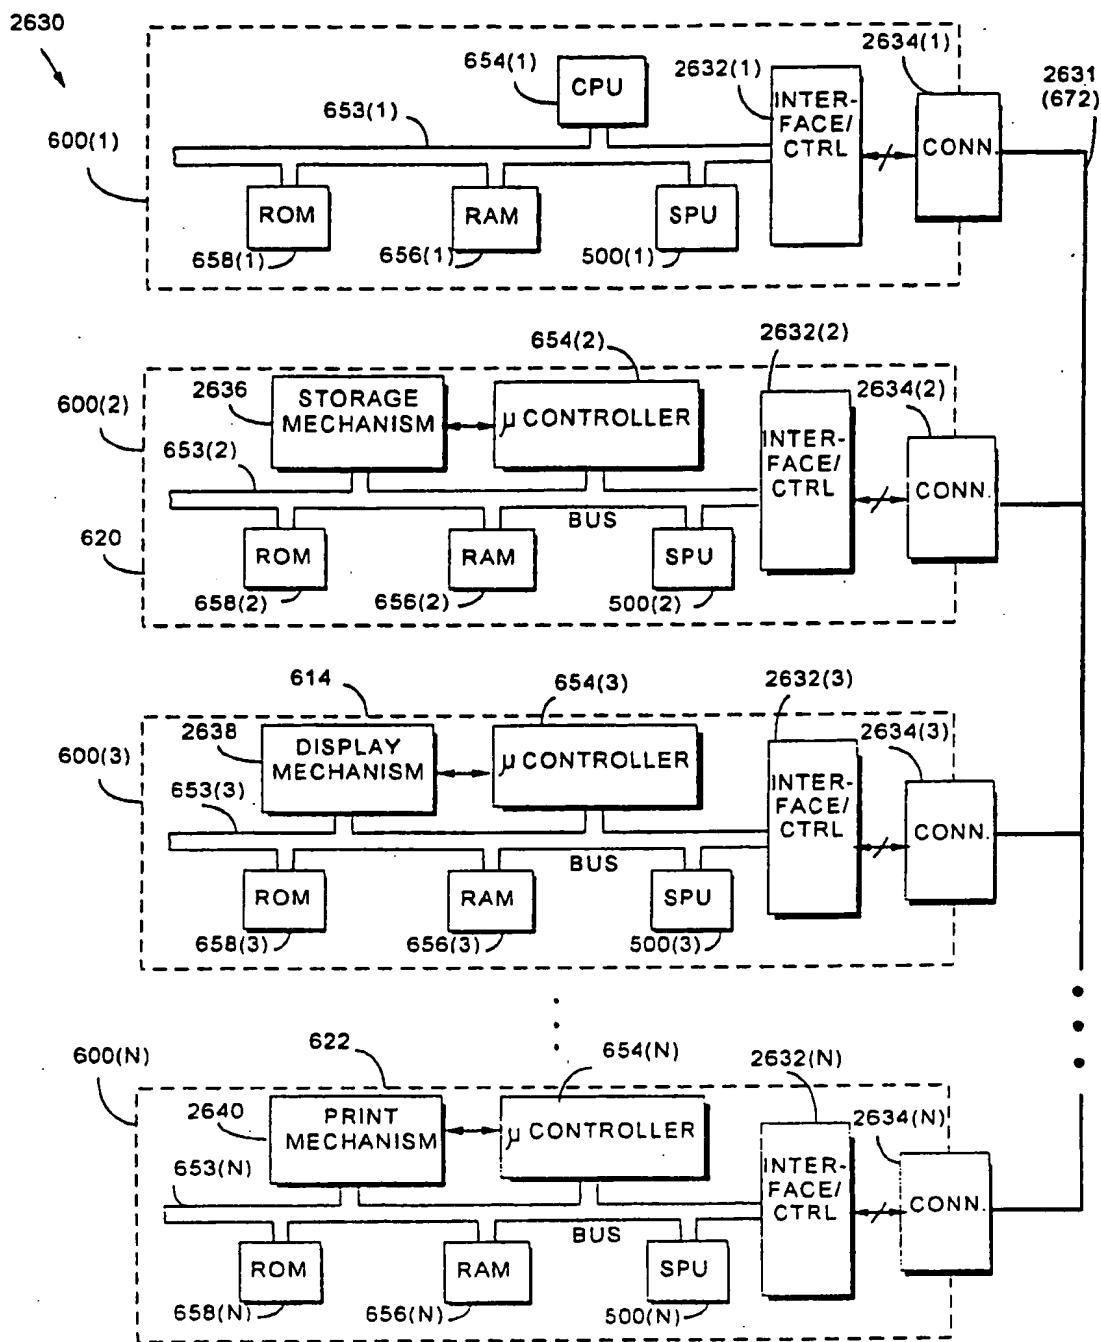 2630
2634(1)
654(1)
2632(1)
2631
(672)
CPU
INTER-
FACE/
CTRL
653(1)
600(1)
CONN.
ROM
RAM
SPU
658(1)
656(1)
500(1)
654(2)
2632(2)
2636
STORAGE
MECHANISM
µ CONTROLLER
600(2)
2634(2)
653(2)
INTER-
FACE/
CTRL
CONN.
BUS
620
ROM
RAM
SPU
658(2)
656(2)
500(2)
614
654(3)
2632(3)
2638
DISPLAY
MECHANISM
µ CONTROLLER
2634(3)
600(3)
653(3)
INTER-
FACE/
CTRL
CONN.
BUS
ROM
RAM
SPU
658(3)
656(3)
500(3)
622
654(N)
2632(N)
600(N)
2640
PRINT
MECHANISM
µ CONTROLLER
2634(N)
653(N)
INTER-
FACE/
CTRL
CONN.
BUS
ROM
RAM
SPU
658(N)
656(N)
500(N)